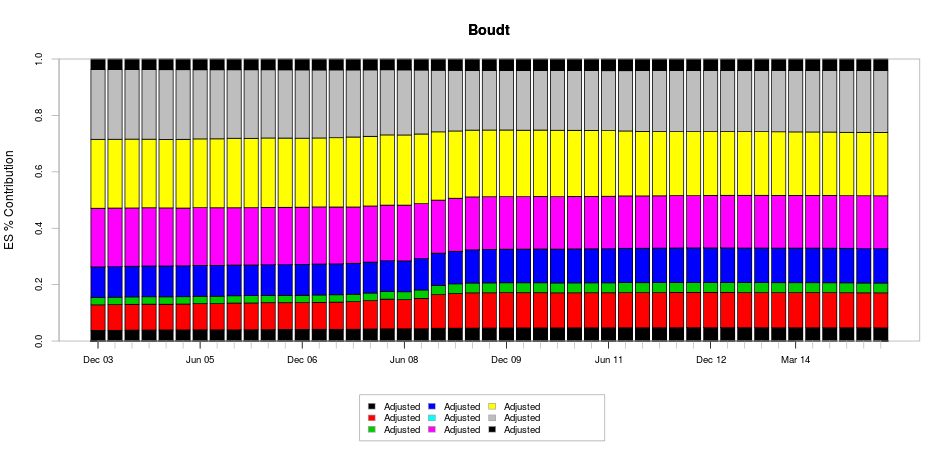 Boudt
ES % Contribution
1.0
0.8
0.6
0.4
0.2
0.0
Dec 03 Jun 05 Dec 06 Jun 08 Dec 09 Jun 11 Dec 12 Mar 14
Adjusted Adjusted Adjusted
Adjusted Adjusted Adjusted
Adjusted Adjusted Adjusted